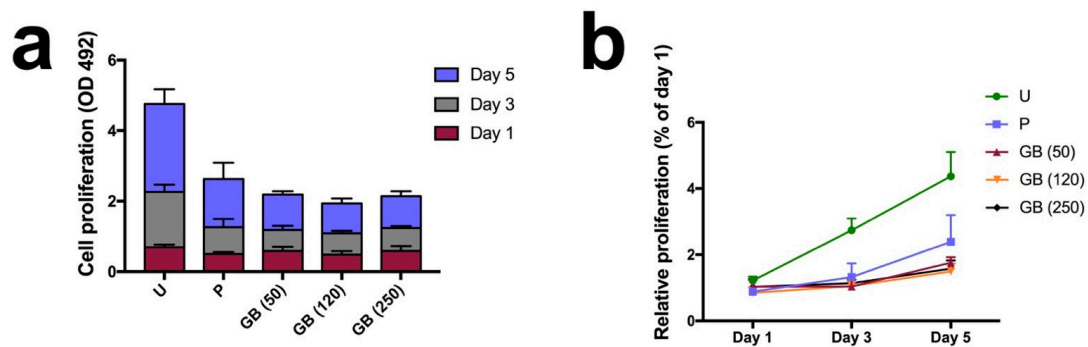 a
Cell proliferation (OD 492)
6
4
2
0
U
P
GB (50)
GB (120)
GB (250)
Day 5
Day 3
Day 1
b
Relative proliferation (% of day 1)
6
4
2
0
Day 1
Day 3
Day 5
U
P
GB (50)
GB (120)
GB (250)